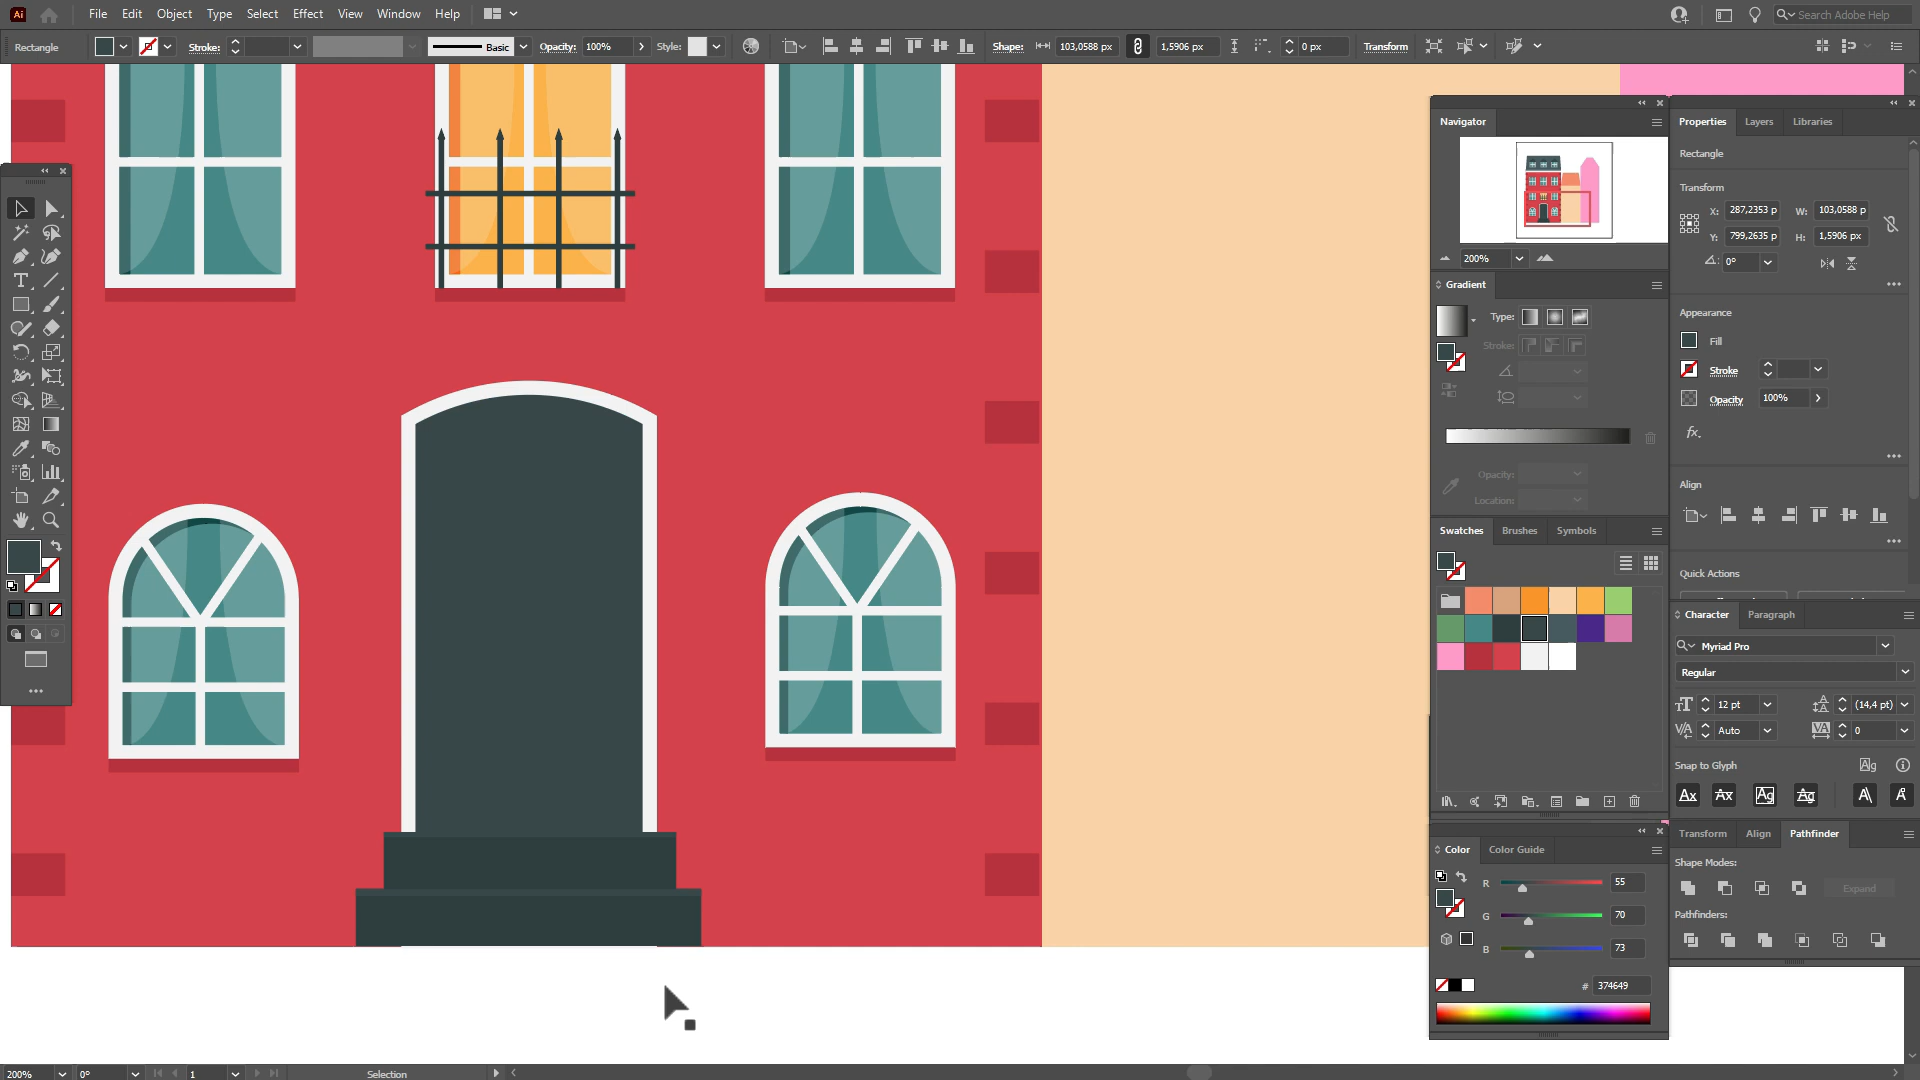 Ai File Edit Object Type Select Effect View Window Help Search Adobe Help
Rectangle Stroke: Basic Opacity: 100% Style: Shape: 103,0588 px 1,5906 px 0 px Transform
Navigator
200%
Gradient
Type:
Stroke:
Opacity:
Location:
Swatches Brushes Symbols
Color Color Guide
R 55
G 70
B 73
# 374649
Properties Layers Libraries
Rectangle
Transform
X: 287,2353 p W: 103,0588 p
Y: 799,2635 p H: 1,5906 px
0°
Appearance
Fill
Stroke
Opacity 100%
fx.
Align
Quick Actions
Character Paragraph
Myriad Pro
Regular
12 pt (14,4 pt)
Auto 0
Snap to Glyph
Transform Align Pathfinder
Shape Modes:
Expand
Pathfinders:
200% 0° 1 Selection